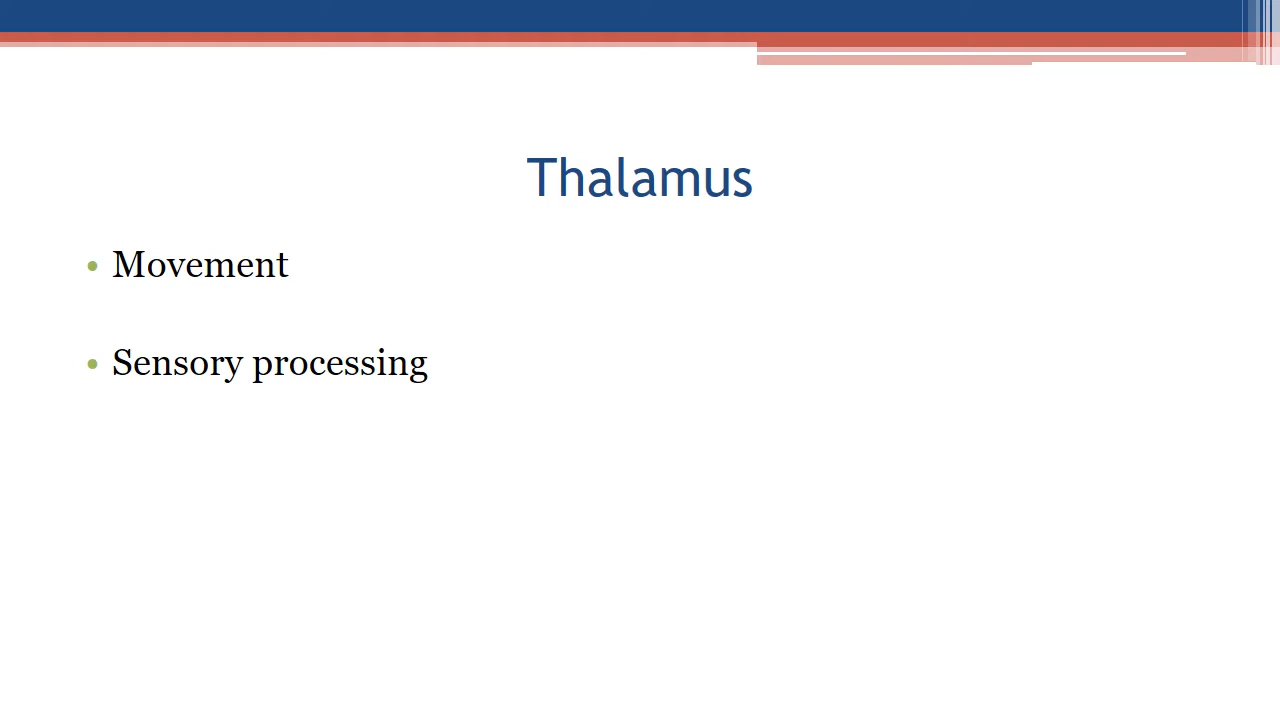 Thalamus
• Movement
• Sensory processing